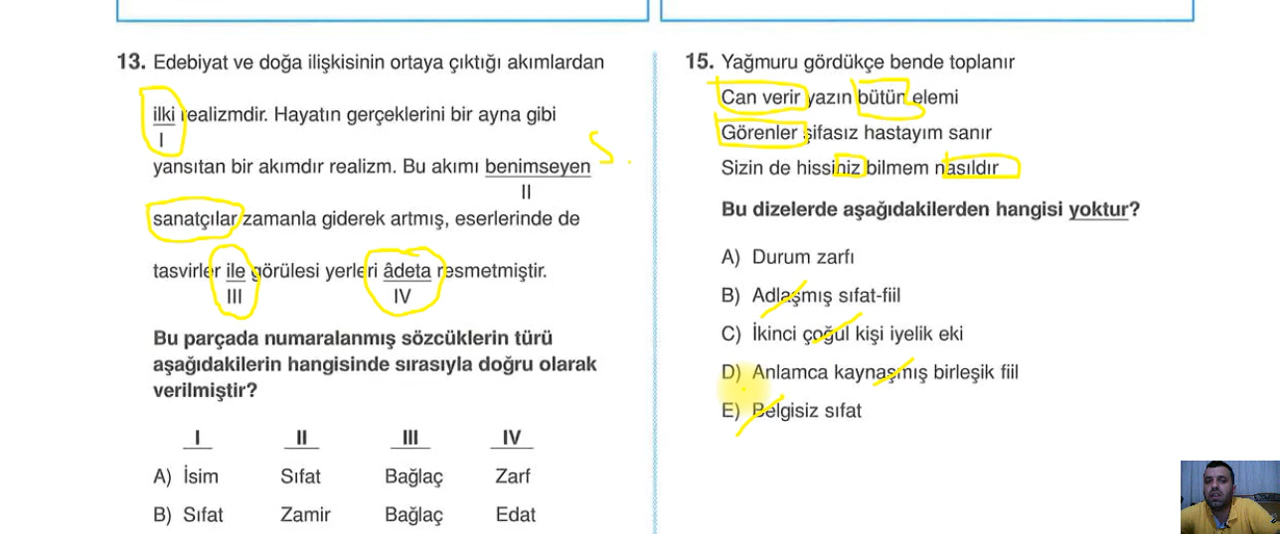 13. Edebiyat ve doğa ilişkisinin ortaya çıktığı akımlardan
ilki realizmdir. Hayatın gerçeklerini bir ayna gibi
I
yansıtan bir akımdır realizm. Bu akımı benimseyen
II
sanatçılar zamanla giderek artmış, eserlerinde de
tasvirler ile görülesi yerleri âdeta resmetmiştir.
III IV
Bu parçada numaralanmış sözcüklerin türü
aşağıdakilerin hangisinde sırasıyla doğru olarak
verilmiştir?
I II III IV
A) İsim Sıfat Bağlaç Zarf
B) Sıfat Zamir Bağlaç Edat
S.
15. Yağmuru gördükçe bende toplanır
Can verir yazın bütün elemi
Görenler şifasız hastayım sanır
Sizin de hissiniz bilmem nasıldır
Bu dizelerde aşağıdakilerden hangisi yoktur?
A) Durum zarfı
B) Adlaşmış sıfat-fiil
C) İkinci çoğul kişi iyelik eki
D) Anlamca kaynaşmış birleşik fiil
E) Belgisiz sıfat